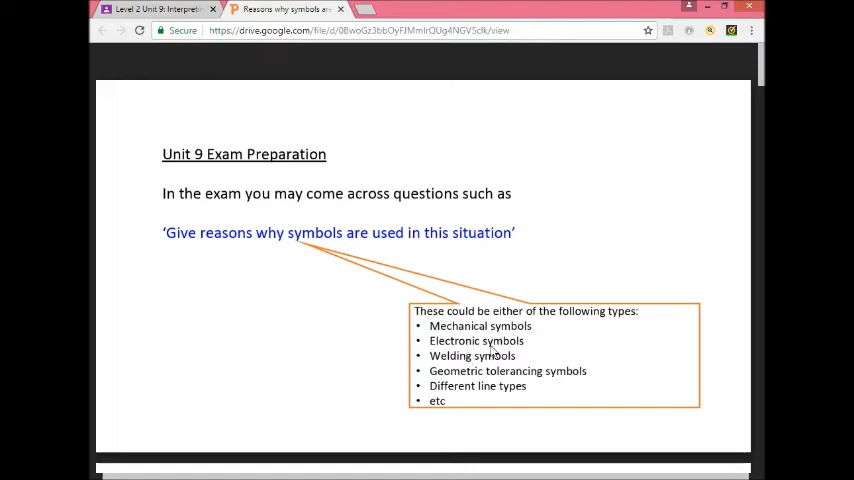 Level 2 Unit 9: Interpretin
Reasons why symbols are
Secure
https://drive.google.com/file/d/0BwoGz3bbOyFJMmlrQUg4NGV5clk/view
Unit 9 Exam Preparation
In the exam you may come across questions such as
‘Give reasons why symbols are used in this situation’
These could be either of the following types:
• Mechanical symbols
• Electronic symbols
• Welding symbols
• Geometric tolerancing symbols
• Different line types
• etc